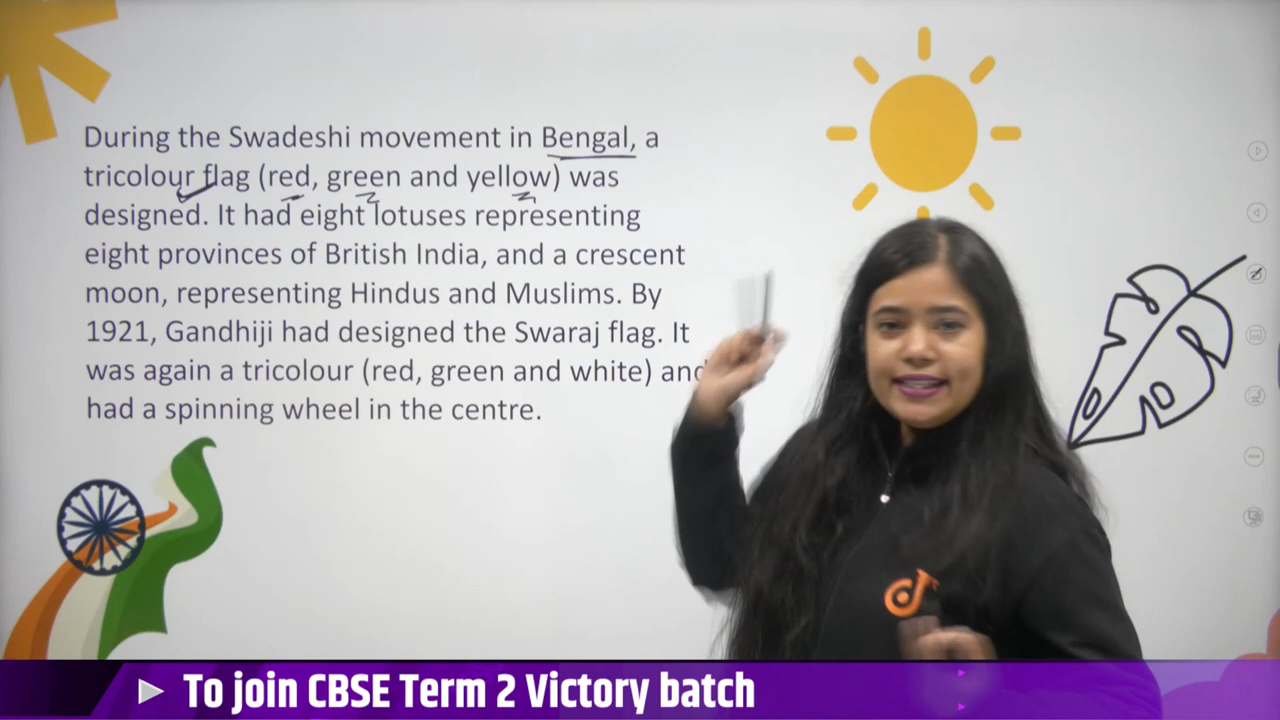 During the Swadeshi movement in Bengal, a
tricolour flag (red, green and yellow) was
designed. It had eight lotuses representing
eight provinces of British India, and a crescent
moon, representing Hindus and Muslims. By
1921, Gandhiji had designed the Swaraj flag. It
was again a tricolour (red, green and white) and
had a spinning wheel in the centre.
To join CBSE Term 2 Victory batch